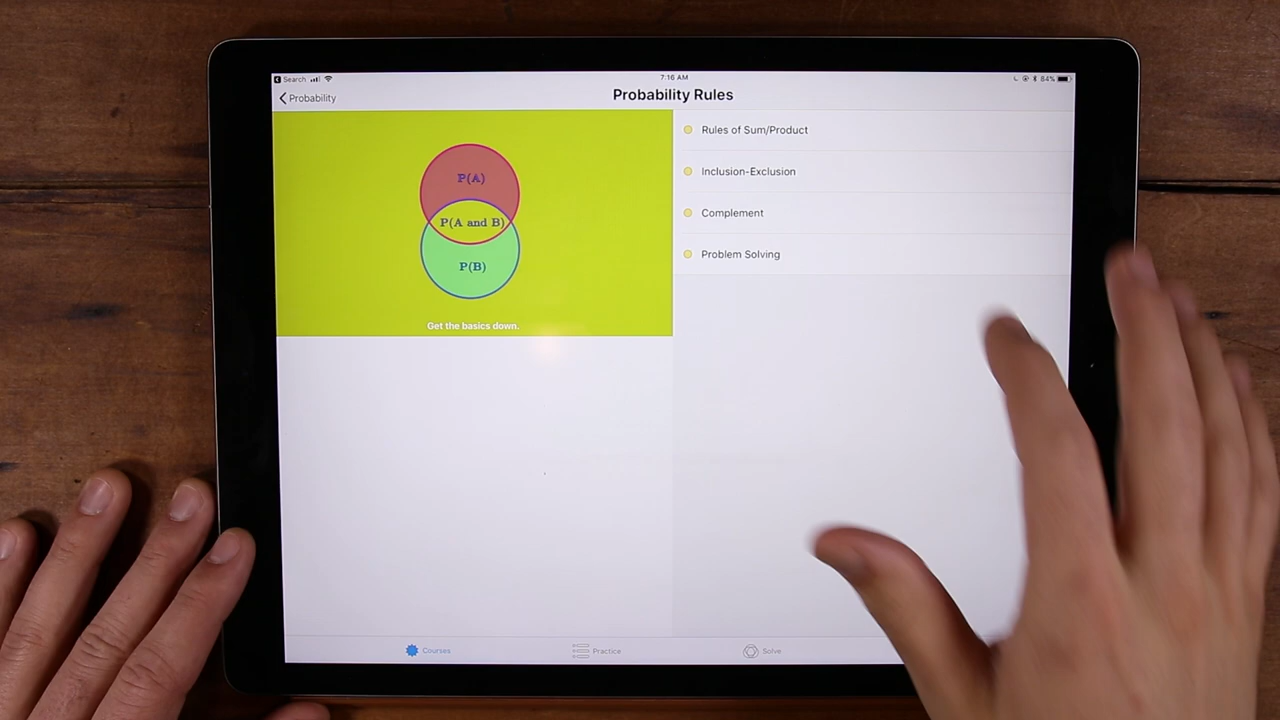 Search
7:16 AM
84%
Probability
Probability Rules
P(A)
P(A and B)
P(B)
Get the basics down.
Rules of Sum/Product
Inclusion-Exclusion
Complement
Problem Solving
Courses
Practice
Solve